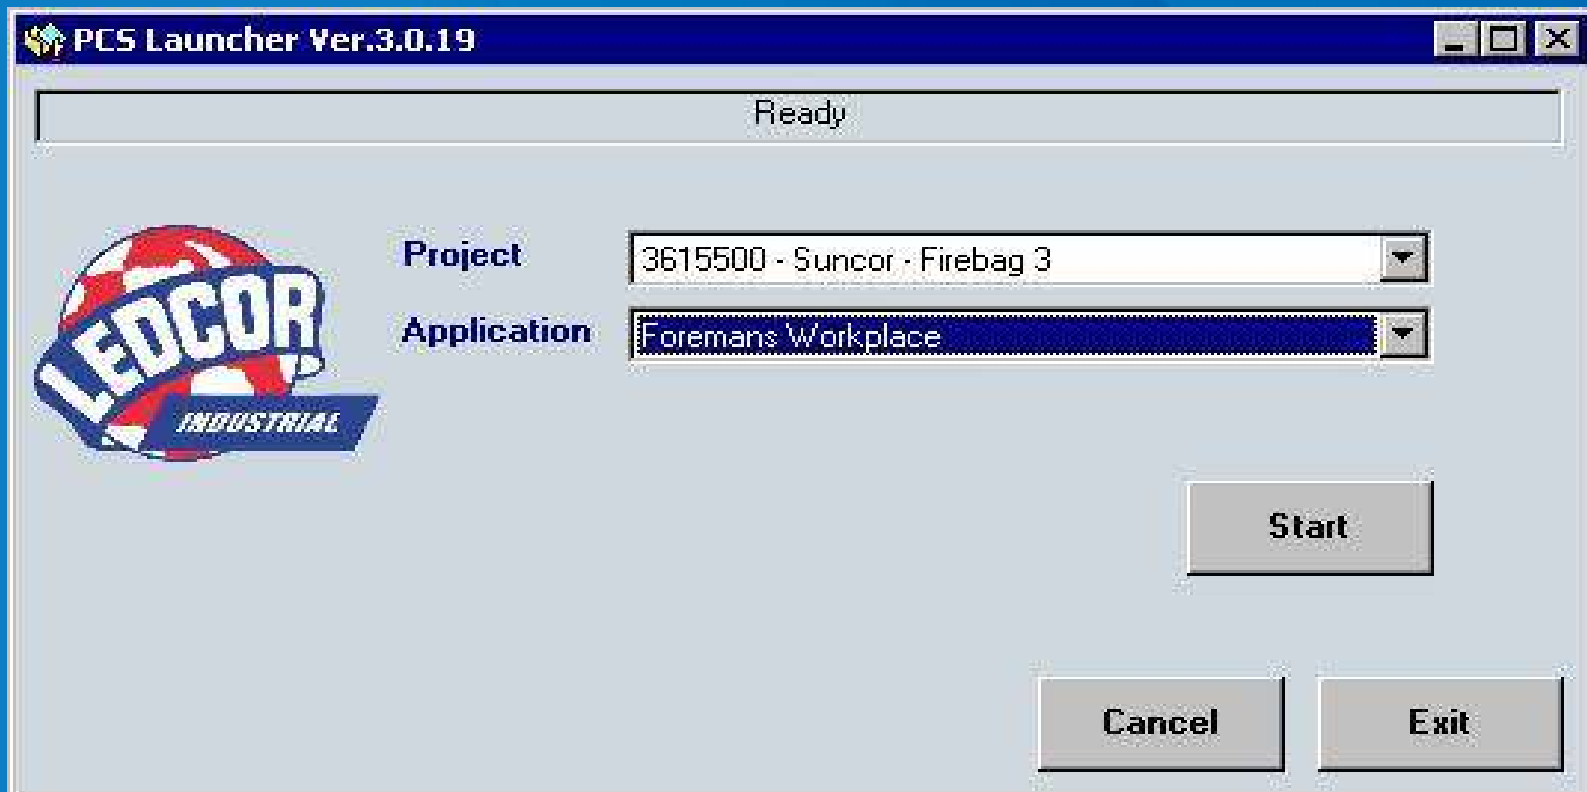 PCS Launcher Ver.3.0.19
Ready
Project
3615500 - Suncor - Firebag 3
Application
Foremans Workplace
LEDCOR
INDUSTRIAL
Start
Cancel
Exit